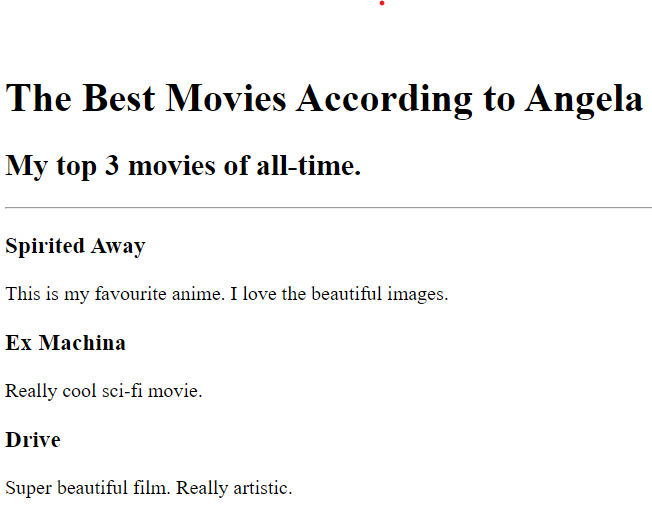 The Best Movies According to Angela
My top 3 movies of all-time.
Spirited Away
This is my favourite anime. I love the beautiful images.
Ex Machina
Really cool sci-fi movie.
Drive
Super beautiful film. Really artistic.